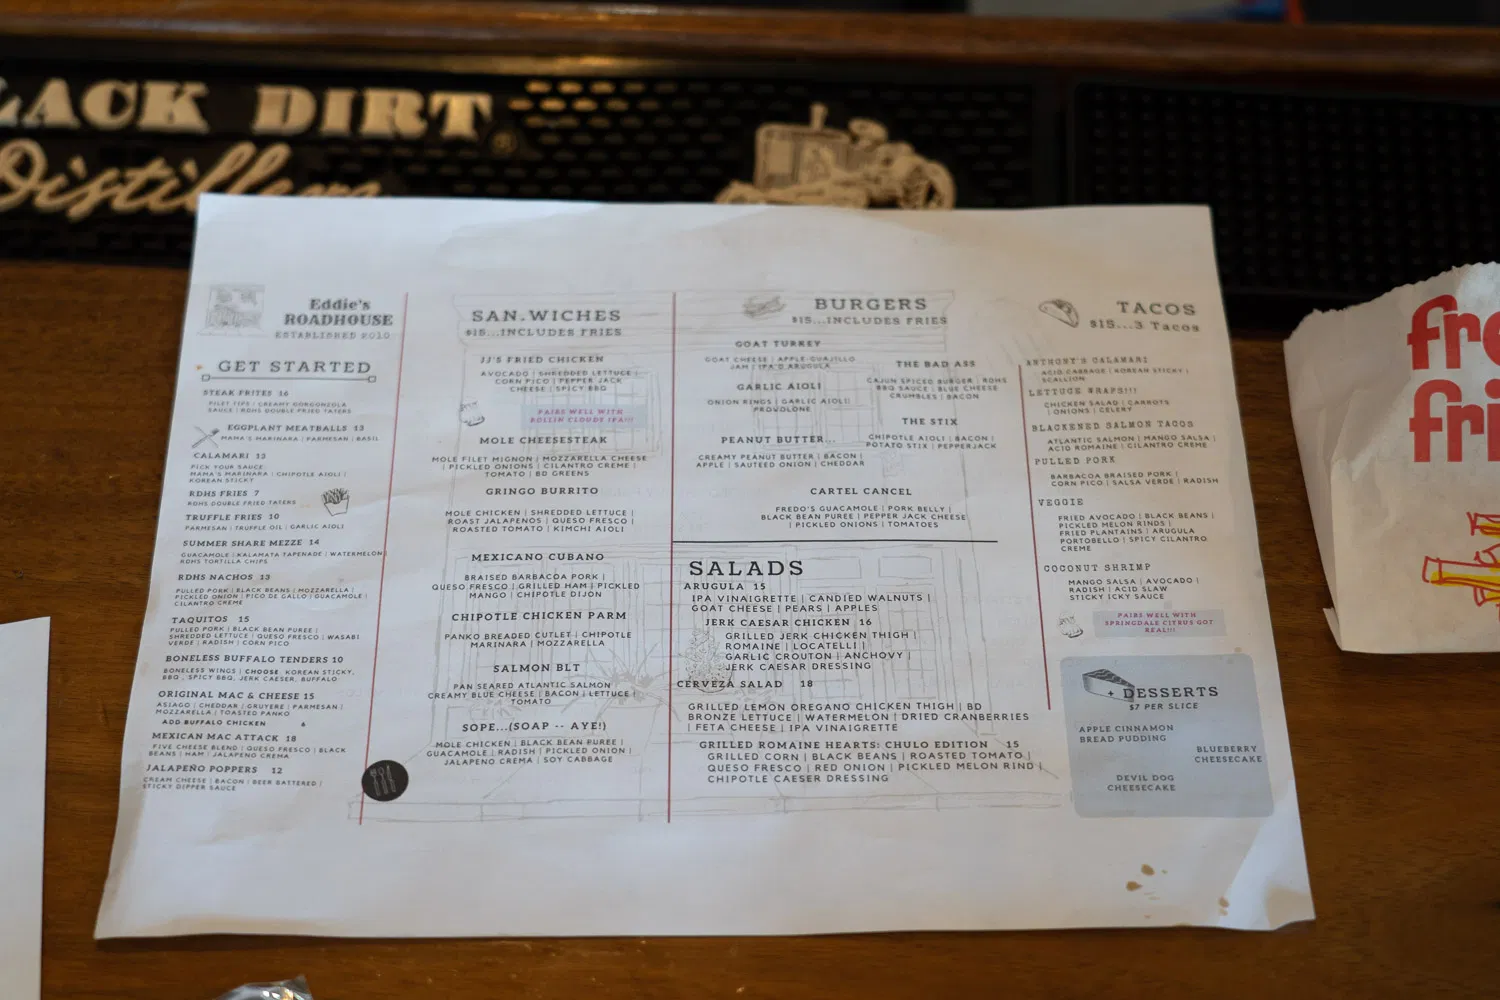 LACK DIRT
Distillery
Eddie's
ROADHOUSE
ESTABLISHED 2010
GET STARTED
STEAK FRITES 16
FILET TIPS | CREAMY GORGONZOLA
SAUCE | RDHS DOUBLE FRIED TATERS
EGGPLANT MEATBALLS 13
MAMA'S MARINARA | PARMESAN | BASIL
CALAMARI 13
PICK YOUR SAUCE:
MAMA'S MARINARA | CHIPOTLE AIOLI |
KOREAN STICKY
RDHS FRIES 7
RDHS DOUBLE FRIED TATERS
TRUFFLE FRIES 10
PARMESAN | TRUFFLE OIL | GARLIC AIOLI
SUMMER SHARE MEZZE 14
GUACAMOLE | KALAMATA TAPENADE | WATERMELON |
RDHS TORTILLA CHIPS
RDHS NACHOS 13
PULLED PORK | BLACK BEANS | MOZZARELLA |
PICKLED ONION | PICO DE GALLO | GUACAMOLE |
CILANTRO CREME
TAQUITOS 15
PULLED PORK | BLACK BEAN PUREE |
SHREDDED LETTUCE | QUESO FRESCO | WASABI
VERDE | RADISH | CORN PICO
BONELESS BUFFALO TENDERS 10
BONELESS WINGS | CHOOSE KOREAN STICKY,
BBQ, SPICY BBQ, JERK CAESER, BUFFALO
ORIGINAL MAC & CHEESE 15
ASIAGO | CHEDDAR | GRUYERE | PARMESAN |
MOZZARELLA | TOASTED PANKO
ADD BUFFALO CHICKEN 6
MEXICAN MAC ATTACK 18
FIVE CHEESE BLEND | QUESO FRESCO | BLACK
BEANS | HAM | JALAPENO CREMA
JALAPEÑO POPPERS 12
CREAM CHEESE | BACON | BEER BATTERED |
STICKY DIPPER SAUCE
SAN.WICHES
$15...INCLUDES FRIES
JJ'S FRIED CHICKEN
AVOCADO | SHREDDED LETTUCE |
CORN PICO | PEPPER JACK
CHEESE | SPICY BBQ
PAIRS WELL WITH
ROLLIN CLOUDS IPA!!!
MOLE CHEESESTEAK
MOLE FILET MIGNON | MOZZARELLA CHEESE
| PICKLED ONIONS | CILANTRO CREME |
TOMATO | BD GREENS
GRINGO BURRITO
MOLE CHICKEN | SHREDDED LETTUCE |
ROAST JALAPENOS | QUESO FRESCO |
ROASTED TOMATO | KIMCHI AIOLI
MEXICANO CUBANO
BRAISED BARBACOA PORK |
QUESO FRESCO | GRILLED HAM | PICKLED
MANGO | CHIPOTLE DIJON
CHIPOTLE CHICKEN PARM
PANKO BREADED CUTLET | CHIPOTLE
MARINARA | MOZZARELLA
SALMON BLT
PAN SEARED ATLANTIC SALMON |
CREAMY BLUE CHEESE | BACON | LETTUCE |
TOMATO
SOPE...(SOAP -- AYE!)
MOLE CHICKEN | BLACK BEAN PUREE |
GUACAMOLE | RADISH | PICKLED ONION |
JALAPENO CREMA | SOY CABBAGE
BURGERS
$15...INCLUDES FRIES
GOAT TURKEY
GOAT CHEESE | APPLE-GUAJILLO
JAM | IPA'D ARUGULA
GARLIC AIOLI
ONION RINGS | GARLIC AIOLI |
PROVOLONE
PEANUT BUTTER...
CREAMY PEANUT BUTTER | BACON |
APPLE | SAUTEED ONION | CHEDDAR
THE BAD A$$
CAJUN SPICED BURGER | RDHS
BBQ SAUCE | BLUE CHEESE
CRUMBLES | BACON
THE STIX
CHIPOTLE AIOLI | BACON |
POTATO STIX | PEPPERJACK
CARTEL CANCEL
FREDO'S GUACAMOLE | PORK BELLY |
BLACK BEAN PUREE | PEPPER JACK CHEESE
| PICKLED ONIONS | TOMATOES
SALADS
ARUGULA 15
IPA VINAIGRETTE | CANDIED WALNUTS |
GOAT CHEESE | PEARS | APPLES
JERK CAESAR CHICKEN 16
GRILLED JERK CHICKEN THIGH |
ROMAINE | LOCATELLI |
GARLIC CROUTON | ANCHOVY |
JERK CAESAR DRESSING
CERVEZA SALAD 18
GRILLED LEMON OREGANO CHICKEN THIGH | BD
BRONZE LETTUCE | WATERMELON | DRIED CRANBERRIES
| FETA CHEESE | IPA VINAIGRETTE
GRILLED ROMAINE HEARTS: CHULO EDITION 15
GRILLED CORN | BLACK BEANS | ROASTED TOMATO |
QUESO FRESCO | RED ONION | PICKLED MELON RIND |
CHIPOTLE CAESER DRESSING
TACOS
$15...3 Tacos
ANTHONY'S CALAMARI
ACID CABBAGE | KOREAN STICKY |
SCALLION
LETTUCE WRAPS!!!
CHICKEN SALAD | CARROTS
| ONIONS | CELERY
BLACKENED SALMON TACOS
ATLANTIC SALMON | MANGO SALSA |
ACID ROMAINE | CILANTRO CREME
PULLED PORK
BARBACOA BRAISED PORK |
CORN PICO | SALSA VERDE | RADISH
VEGGIE
FRIED AVOCADO | BLACK BEANS |
PICKLED MELON RINDS |
FRIED PLANTAINS | ARUGULA
PORTOBELLO | SPICY CILANTRO
CREME
COCONUT SHRIMP
MANGO SALSA | AVOCADO |
RADISH | ACID SLAW
STICKY ICKY SAUCE
PAIRS WELL WITH
SPRINGDALE CITRUS GOT
REAL!!!
+ DESSERTS
$7 PER SLICE
APPLE CINNAMON
BREAD PUDDING
BLUEBERRY
CHEESECAKE
DEVIL DOG
CHEESECAKE
fre
fri